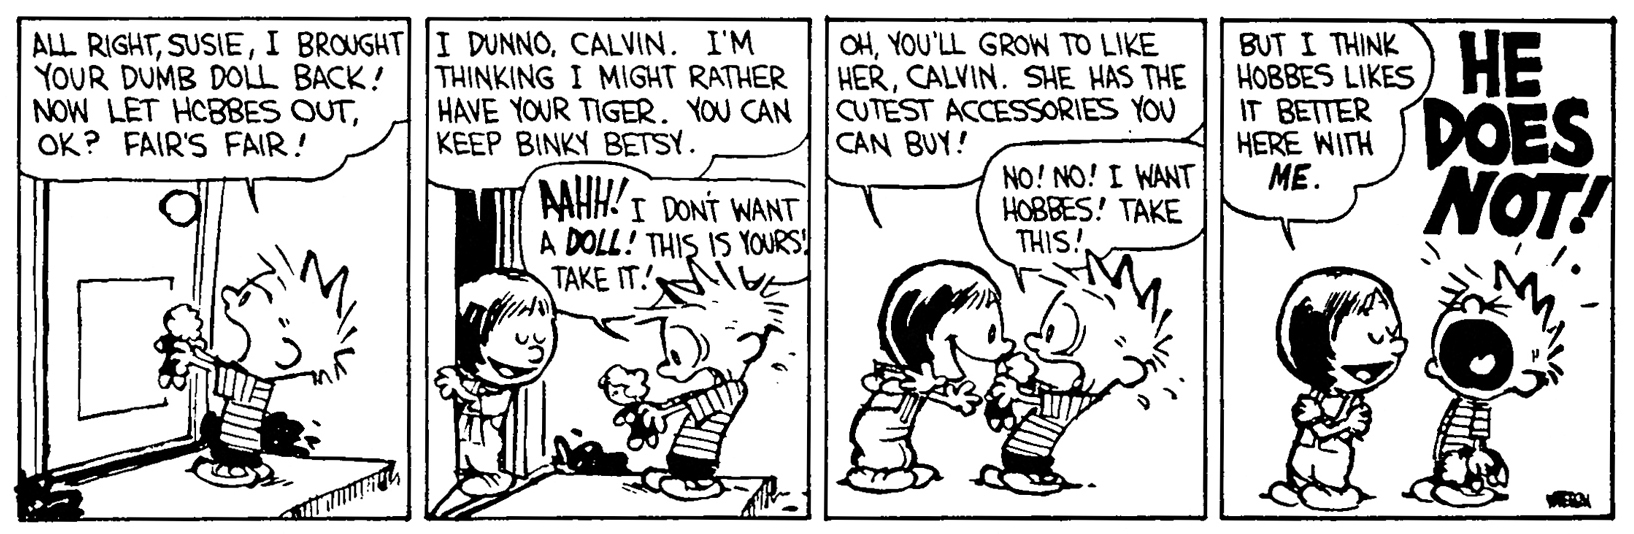 ALL RIGHT, SUSIE, I BROUGHT
YOUR DUMB DOLL BACK!
NOW LET HOBBES OUT,
OK? FAIR'S FAIR!
I DUNNO, CALVIN. I'M
THINKING I MIGHT RATHER
HAVE YOUR TIGER. YOU CAN
KEEP BINKY BETSY.
AAHH! I DON'T WANT
A DOLL! THIS IS YOURS!
TAKE IT!
OH, YOU'LL GROW TO LIKE
HER, CALVIN. SHE HAS THE
CUTEST ACCESSORIES YOU
CAN BUY!
NO! NO! I WANT
HOBBES! TAKE
THIS!
BUT I THINK
HOBBES LIKES
IT BETTER
HERE WITH
ME.
HE
DOES
NOT!